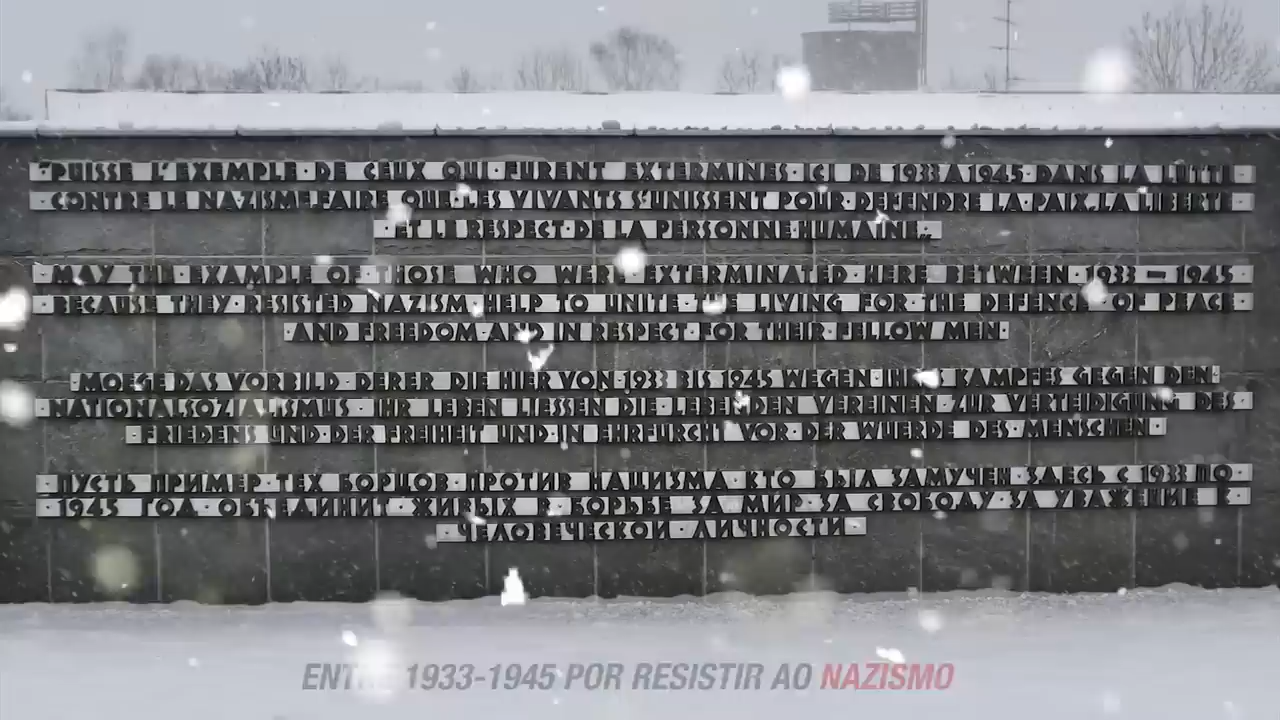 "PUISSE L'EXEMPLE·DE CEUX QUI·FURENT EXTERMINES·ICI DE 1933 A 1945·DANS LA LUTTE·
·CONTRE LE NAZISME·FAIRE QUE·LES VIVANTS S'UNISSENT POUR·DEFENDRE LA·PAIX,LA LIBERTE·
·ET LE RESPECT·DE LA PERSONNE·HUMAINE„
·MAY THE EXAMPLE OF THOSE WHO WERE EXTERMINATED HERE BETWEEN 1933 — 1945·
·BECAUSE THEY RESISTED NAZISM·HELP TO UNITE THE LIVING FOR·THE DEFENCE OF PEACE·
·AND FREEDOM AND IN RESPECT·FOR THEIR FELLOW MEN·
·MOEGE DAS VORBILD DERER DIE HIER VON·1933 BIS 1945 WEGEN IHRES KAMPFES GEGEN DEN·
·NATIONALSOZIALISMUS·IHR LEBEN LIESSEN DIE·LEBENDEN VEREINEN·ZUR VERTEIDIGUNG DES·
·FRIEDENS UND·DER FREIHEIT UND·IN EHRFURCHT VOR·DER WUERDE DES·MENSCHEN·
·ПУСТЬ ПРИМЕР·ТЕХ БОРЦОВ·ПРОТИВ НАЦИЗМА·КТО БЫЛ ЗАМУЧЕН·ЗДЕСЬ С 1933 ПО·
·1945 ГОД·ОБЪЕДИНИТ ЖИВЫХ В БОРЬБЕ ЗА МИР·ЗА СВОБОДУ ЗА УВАЖЕНИЕ К·
·ЧЕЛОВЕЧЕСКОЙ·ЛИЧНОСТИ·
ENTRE 1933-1945 POR RESISTIR AO NAZISMO